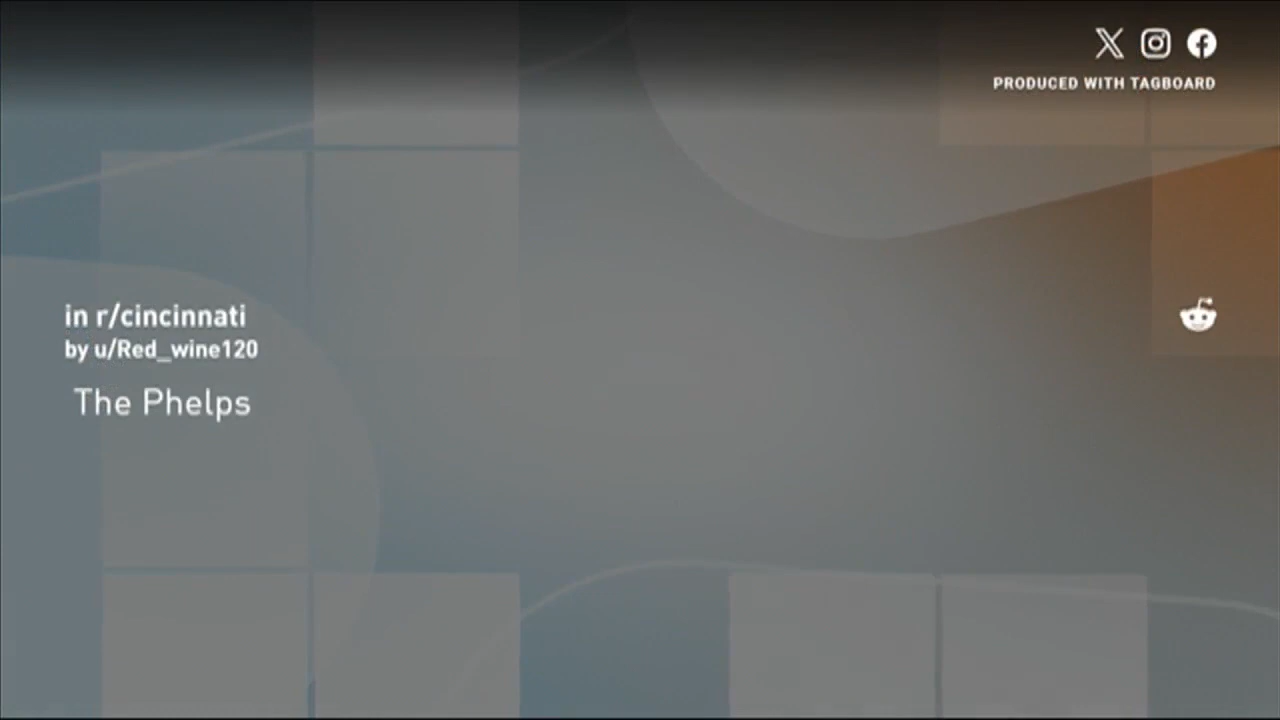 PRODUCED WITH TAGBOARD
in r/cincinnati
by u/Red_wine120
The Phelps